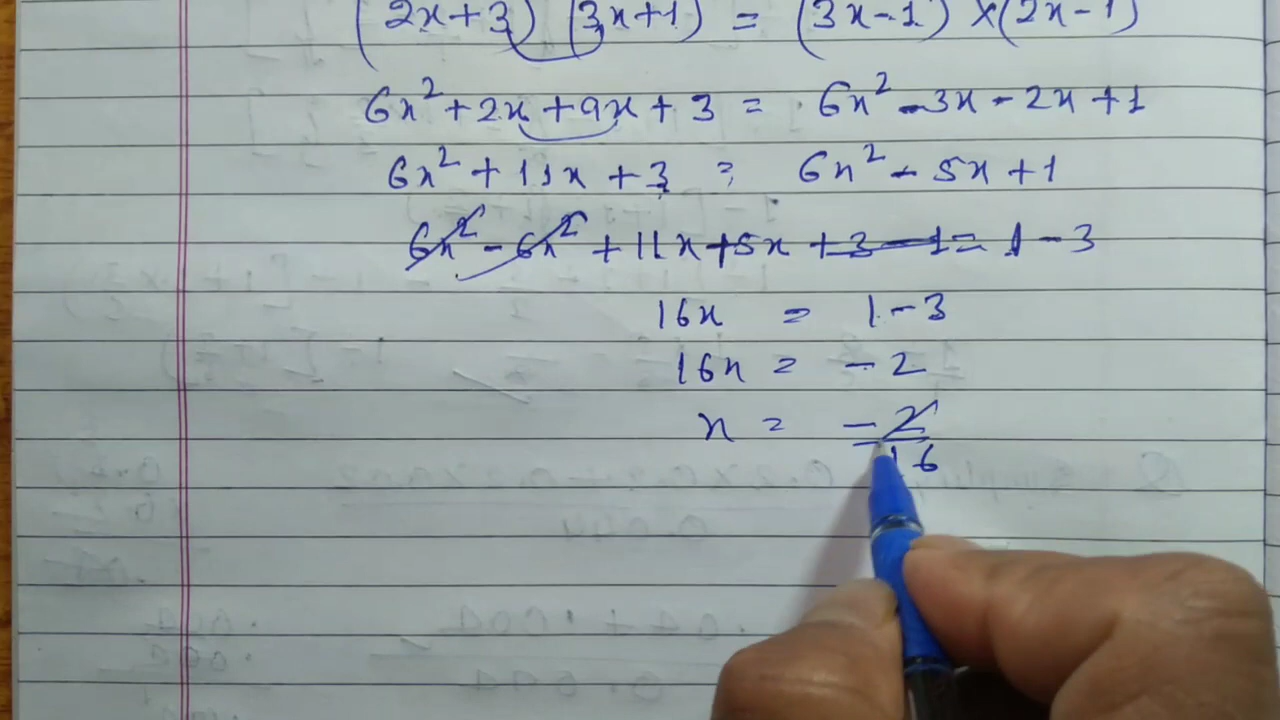 (2x+3) (3x+1) = (3x-1) ×(2x-1)
6x² + 2x + 9x + 3 = 6x² - 3x - 2x + 1
6x² + 11x + 3 = 6x² - 5x + 1
6x² - 6x² + 11x + 5x + 3 - 1 = 1 - 3
16x = 1 - 3
16x = - 2
x = -2/16